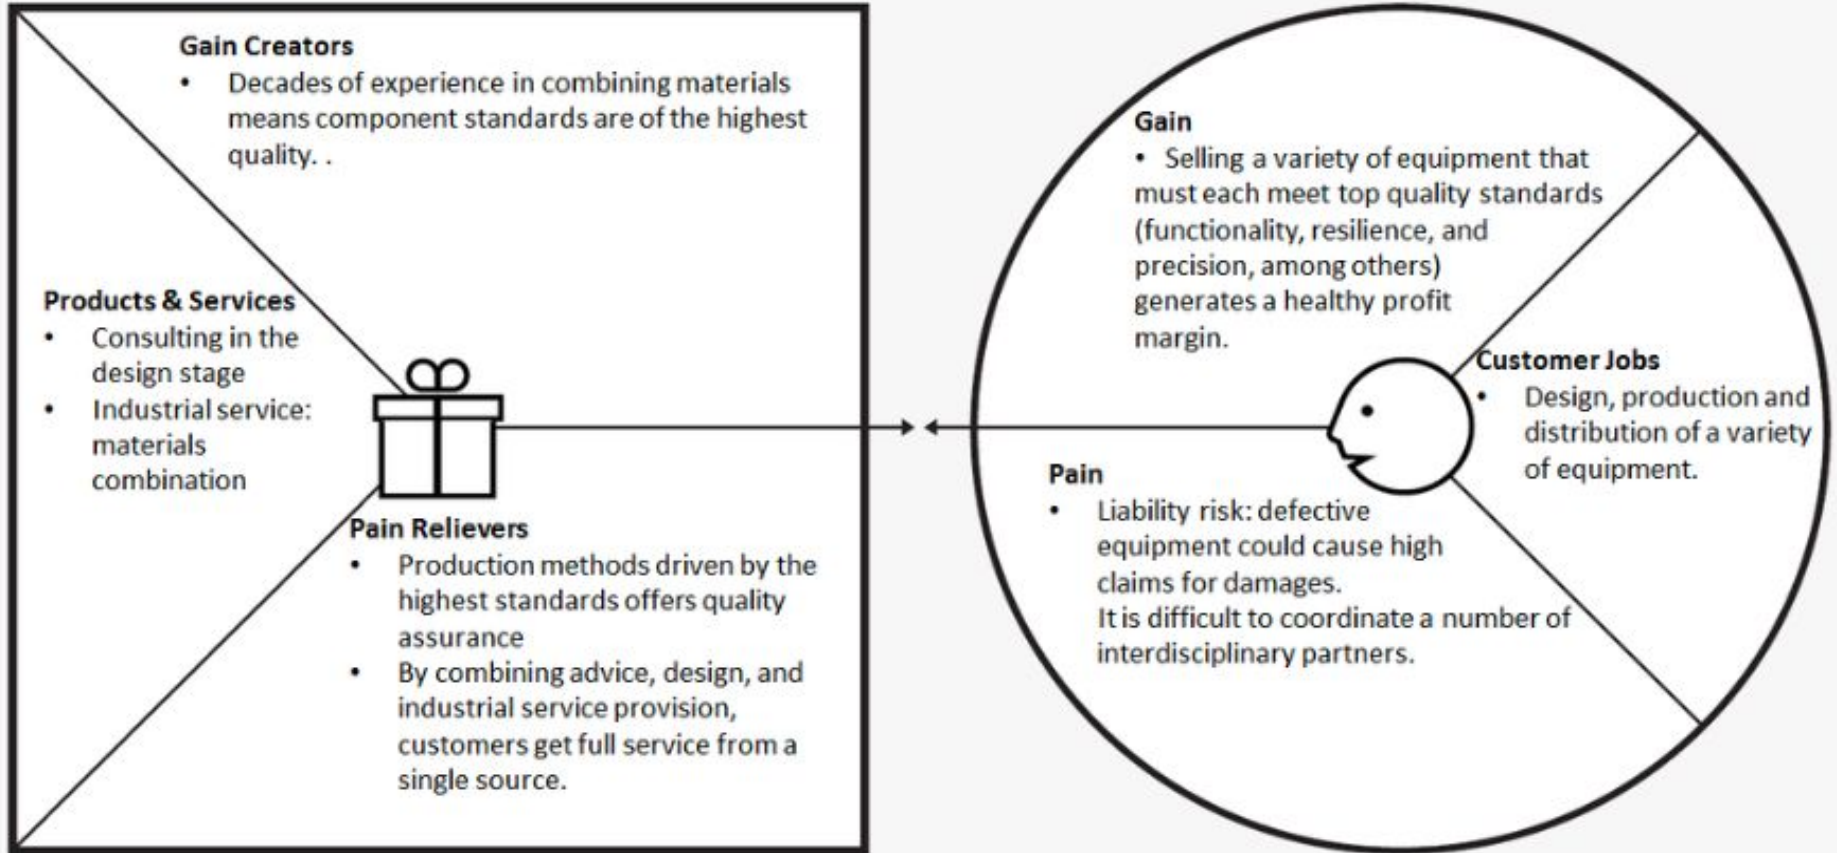 Gain Creators
• Decades of experience in combining materials
means component standards are of the highest
quality. .
Products & Services
• Consulting in the
design stage
• Industrial service:
materials
combination
Pain Relievers
• Production methods driven by the
highest standards offers quality
assurance
• By combining advice, design, and
industrial service provision,
customers get full service from a
single source.
Gain
• Selling a variety of equipment that
must each meet top quality standards
(functionality, resilience, and
precision, among others)
generates a healthy profit
margin.
Customer Jobs
• Design, production and
distribution of a variety
of equipment.
Pain
• Liability risk: defective
equipment could cause high
claims for damages.
It is difficult to coordinate a number of
interdisciplinary partners.